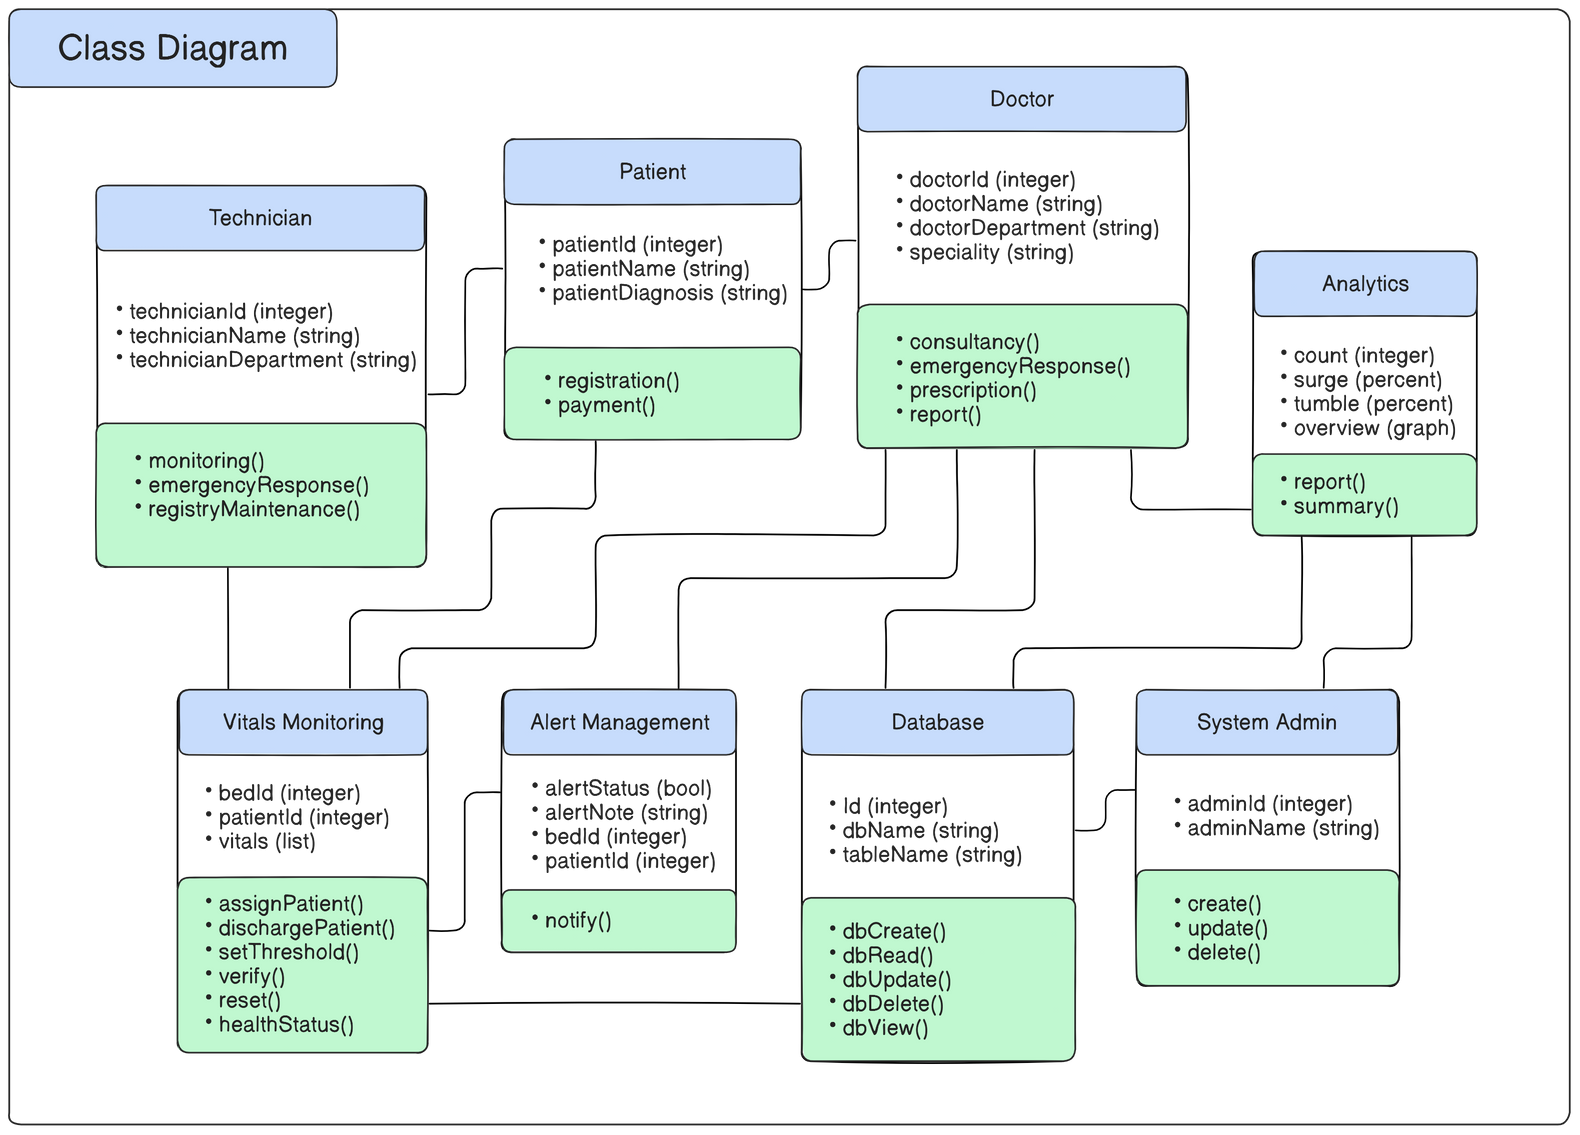 Class Diagram
Technician
• technicianId (integer)
• technicianName (string)
• technicianDepartment (string)
• monitoring()
• emergencyResponse()
• registryMaintenance()
Patient
• patientId (integer)
• patientName (string)
• patientDiagnosis (string)
• registration()
• payment()
Doctor
• doctorId (integer)
• doctorName (string)
• doctorDepartment (string)
• speciality (string)
• consultancy()
• emergencyResponse()
• prescription()
• report()
Analytics
• count (integer)
• surge (percent)
• tumble (percent)
• overview (graph)
• report()
• summary()
Vitals Monitoring
• bedId (integer)
• patientId (integer)
• vitals (list)
• assignPatient()
• dischargePatient()
• setThreshold()
• verify()
• reset()
• healthStatus()
Alert Management
• alertStatus (bool)
• alertNote (string)
• bedId (integer)
• patientId (integer)
• notify()
Database
• Id (integer)
• dbName (string)
• tableName (string)
• dbCreate()
• dbRead()
• dbUpdate()
• dbDelete()
• dbView()
System Admin
• adminId (integer)
• adminName (string)
• create()
• update()
• delete()